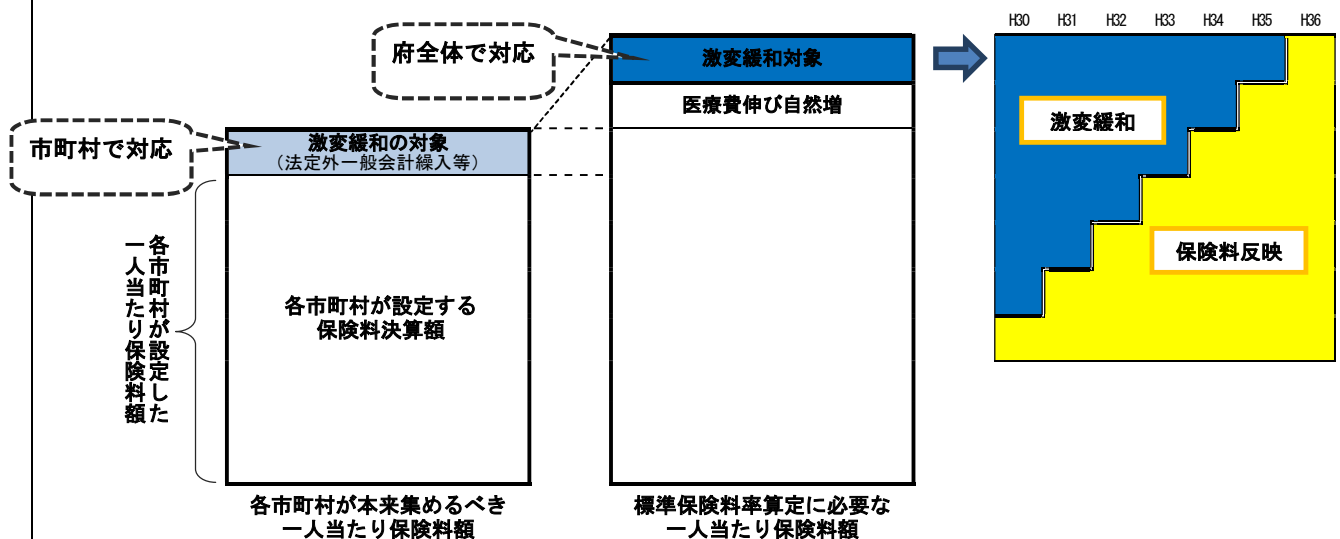 H30 H31 H32 H33 H34 H35 H36
府全体で対応
激変緩和対象
医療費伸び自然増
市町村で対応
激変緩和の対象
(法定外一般会計繰入等)
激変緩和
保険料反映
各市町村が設定した
一人当たり保険料額
各市町村が設定する
保険料決算額
各市町村が本来集めるべき
一人当たり保険料額
標準保険料率算定に必要な
一人当たり保険料額